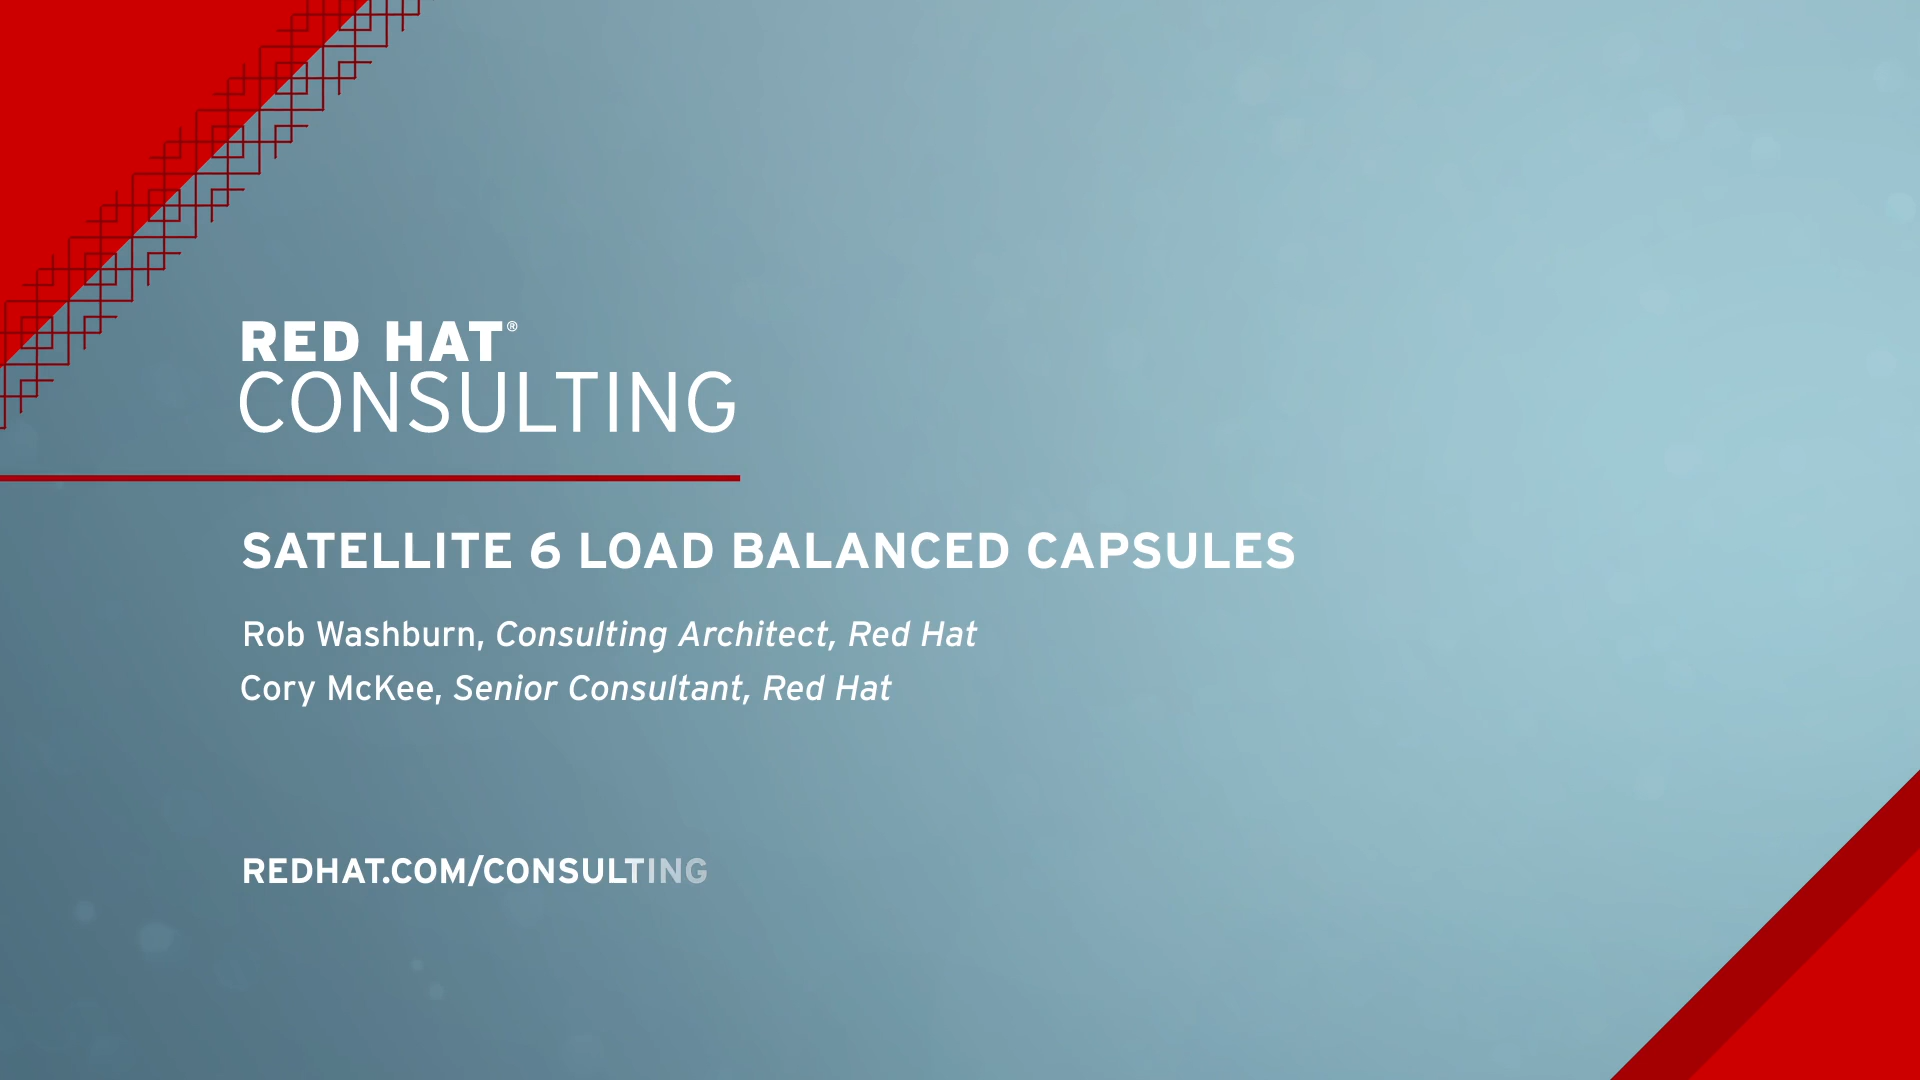 RED HAT®
CONSULTING
SATELLITE 6 LOAD BALANCED CAPSULES
Rob Washburn, Consulting Architect, Red Hat
Cory McKee, Senior Consultant, Red Hat
REDHAT.COM/CONSULTING